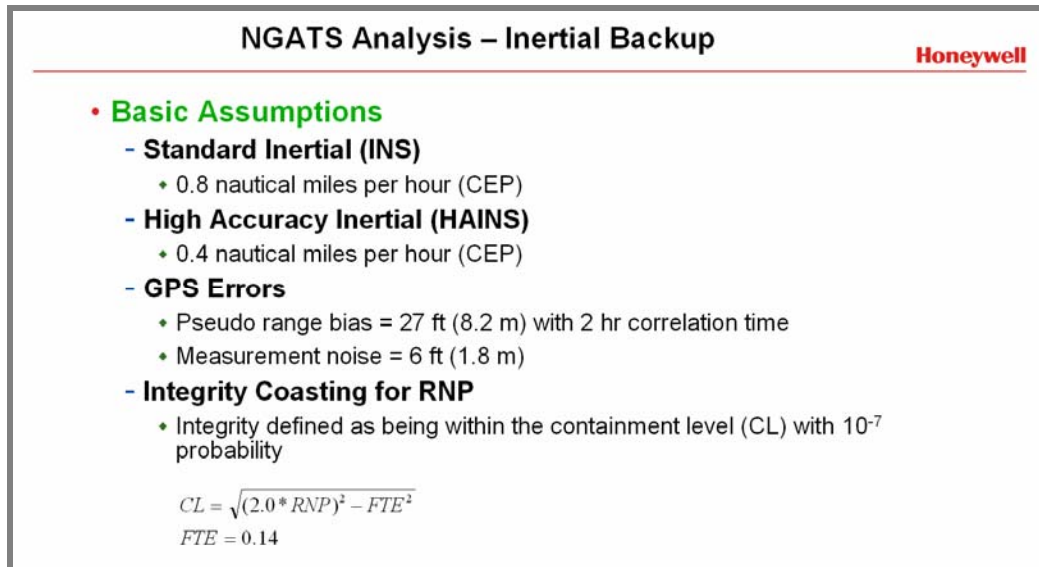 NGATS Analysis – Inertial Backup
Honeywell
• Basic Assumptions
- Standard Inertial (INS)
• 0.8 nautical miles per hour (CEP)
- High Accuracy Inertial (HAINS)
• 0.4 nautical miles per hour (CEP)
- GPS Errors
• Pseudo range bias = 27 ft (8.2 m) with 2 hr correlation time
• Measurement noise = 6 ft (1.8 m)
- Integrity Coasting for RNP
• Integrity defined as being within the containment level (CL) with 10⁻⁷
probability
CL = √((2.0 * RNP)² − FTE²)
FTE = 0.14